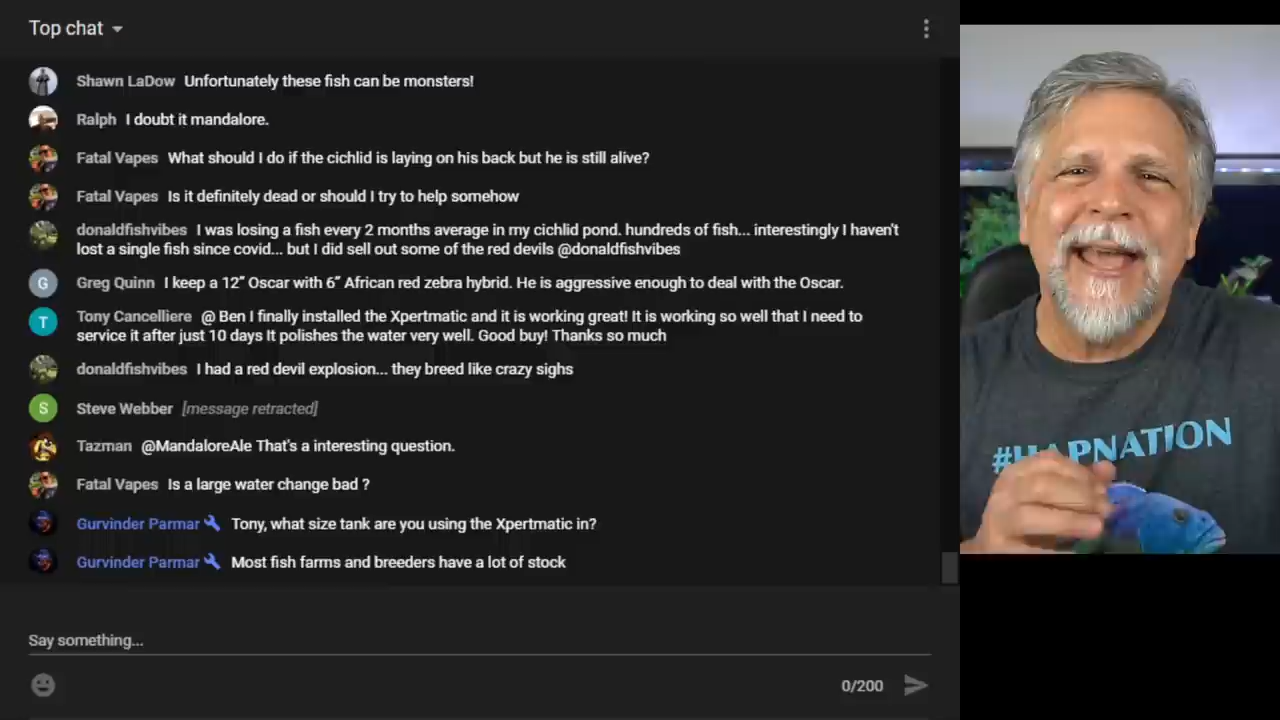 Top chat
Shawn LaDow Unfortunately these fish can be monsters!
Ralph I doubt it mandalore.
Fatal Vapes What should I do if the cichlid is laying on his back but he is still alive?
Fatal Vapes Is it definitely dead or should I try to help somehow
donaldfishvibes I was losing a fish every 2 months average in my cichlid pond. hundreds of fish... interestingly I haven't
lost a single fish since covid... but I did sell out some of the red devils @donaldfishvibes
G Greg Quinn I keep a 12” Oscar with 6” African red zebra hybrid. He is aggressive enough to deal with the Oscar.
T Tony Cancelliere @ Ben I finally installed the Xpertmatic and it is working great! It is working so well that I need to
service it after just 10 days It polishes the water very well. Good buy! Thanks so much
donaldfishvibes I had a red devil explosion... they breed like crazy sighs
S Steve Webber [message retracted]
Tazman @MandaloreAle That's a interesting question.
Fatal Vapes Is a large water change bad ?
Gurvinder Parmar Tony, what size tank are you using the Xpertmatic in?
Gurvinder Parmar Most fish farms and breeders have a lot of stock
Say something...
0/200
#HAPNATION